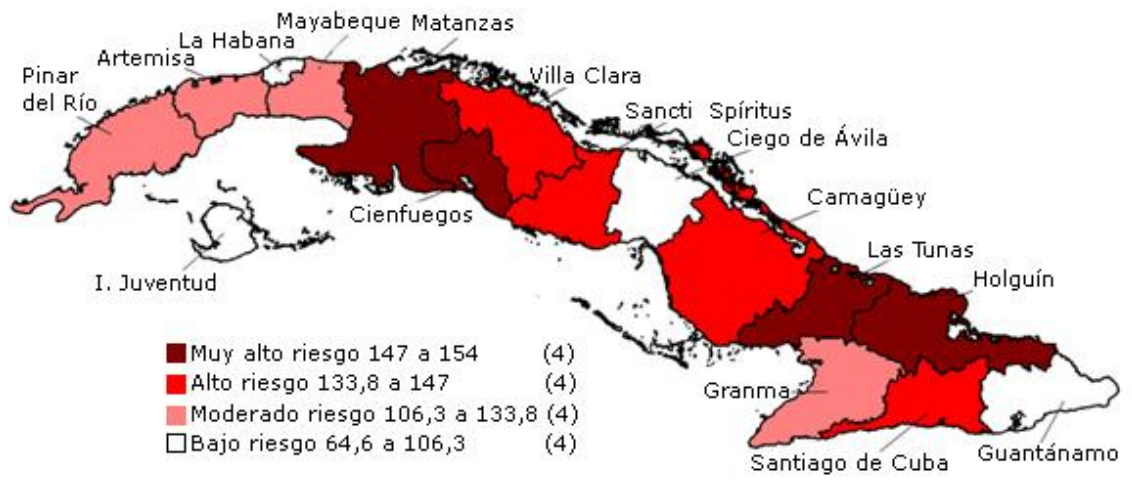 Mayabeque Matanzas
La Habana
Artemisa
Pinar
del Río
Villa Clara
Sancti Spíritus
Ciego de Ávila
Camagüey
Cienfuegos
Las Tunas
Holguín
I. Juventud
Muy alto riesgo 147 a 154 (4)
Alto riesgo 133,8 a 147 (4)
Moderado riesgo 106,3 a 133,8 (4)
Bajo riesgo 64,6 a 106,3 (4)
Granma
Santiago de Cuba
Guantánamo